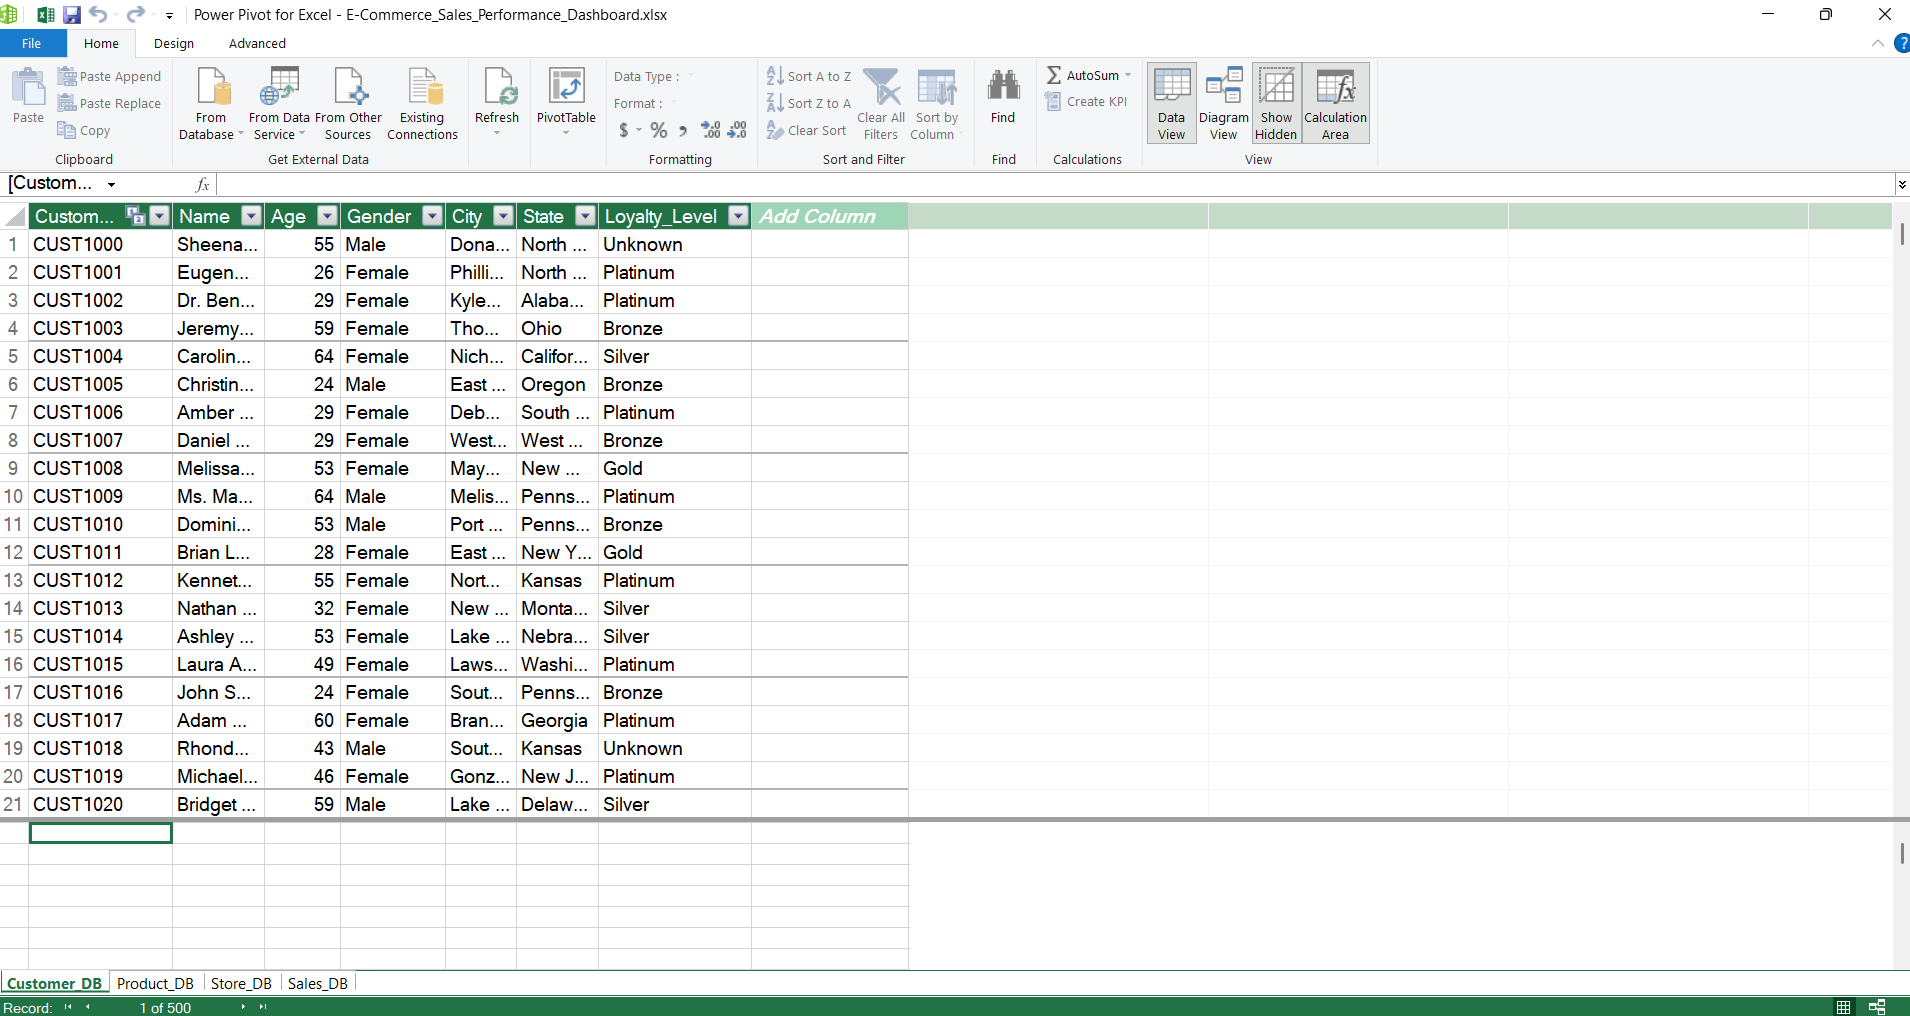 Power Pivot for Excel - E-Commerce_Sales_Performance_Dashboard.xlsx
File Home Design Advanced
Paste
Paste Append
Paste Replace
Copy
Clipboard
From Database
From Data Service
From Other Sources
Existing Connections
Get External Data
Refresh
PivotTable
Data Type :
Format :
$ % , .00 .0
Formatting
Sort A to Z
Sort Z to A
Clear Sort
Clear All Filters
Sort by Column
Sort and Filter
Find
Find
AutoSum
Create KPI
Calculations
Data View
Diagram View
Show Hidden
Calculation Area
View
[Custom... fx
Custom... Name Age Gender City State Loyalty_Level Add Column
1 CUST1000 Sheena... 55 Male Dona... North ... Unknown
2 CUST1001 Eugen... 26 Female Philli... North ... Platinum
3 CUST1002 Dr. Ben... 29 Female Kyle... Alaba... Platinum
4 CUST1003 Jeremy... 59 Female Tho... Ohio Bronze
5 CUST1004 Carolin... 64 Female Nich... Califor... Silver
6 CUST1005 Christin... 24 Male East ... Oregon Bronze
7 CUST1006 Amber ... 29 Female Deb... South ... Platinum
8 CUST1007 Daniel ... 29 Female West... West ... Bronze
9 CUST1008 Melissa... 53 Female May... New ... Gold
10 CUST1009 Ms. Ma... 64 Male Melis... Penns... Platinum
11 CUST1010 Domini... 53 Male Port ... Penns... Bronze
12 CUST1011 Brian L... 28 Female East ... New Y... Gold
13 CUST1012 Kennet... 55 Female Nort... Kansas Platinum
14 CUST1013 Nathan ... 32 Female New ... Monta... Silver
15 CUST1014 Ashley ... 53 Female Lake ... Nebra... Silver
16 CUST1015 Laura A... 49 Female Laws... Washi... Platinum
17 CUST1016 John S... 24 Female Sout... Penns... Bronze
18 CUST1017 Adam ... 60 Female Bran... Georgia Platinum
19 CUST1018 Rhond... 43 Male Sout... Kansas Unknown
20 CUST1019 Michael... 46 Female Gonz... New J... Platinum
21 CUST1020 Bridget ... 59 Male Lake ... Delaw... Silver
Customer_DB Product_DB Store_DB Sales_DB
Record: 1 of 500